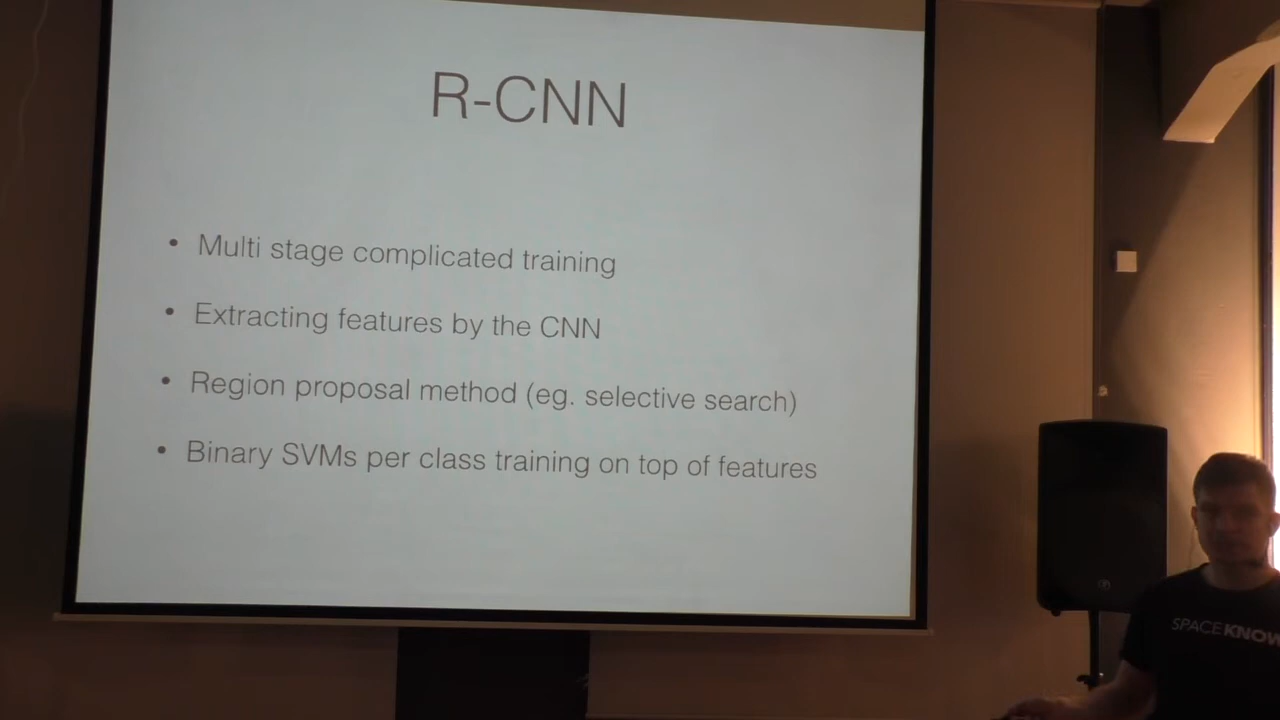 R-CNN
• Multi stage complicated training
• Extracting features by the CNN
• Region proposal method (eg. selective search)
• Binary SVMs per class training on top of features
SPACEKNOW